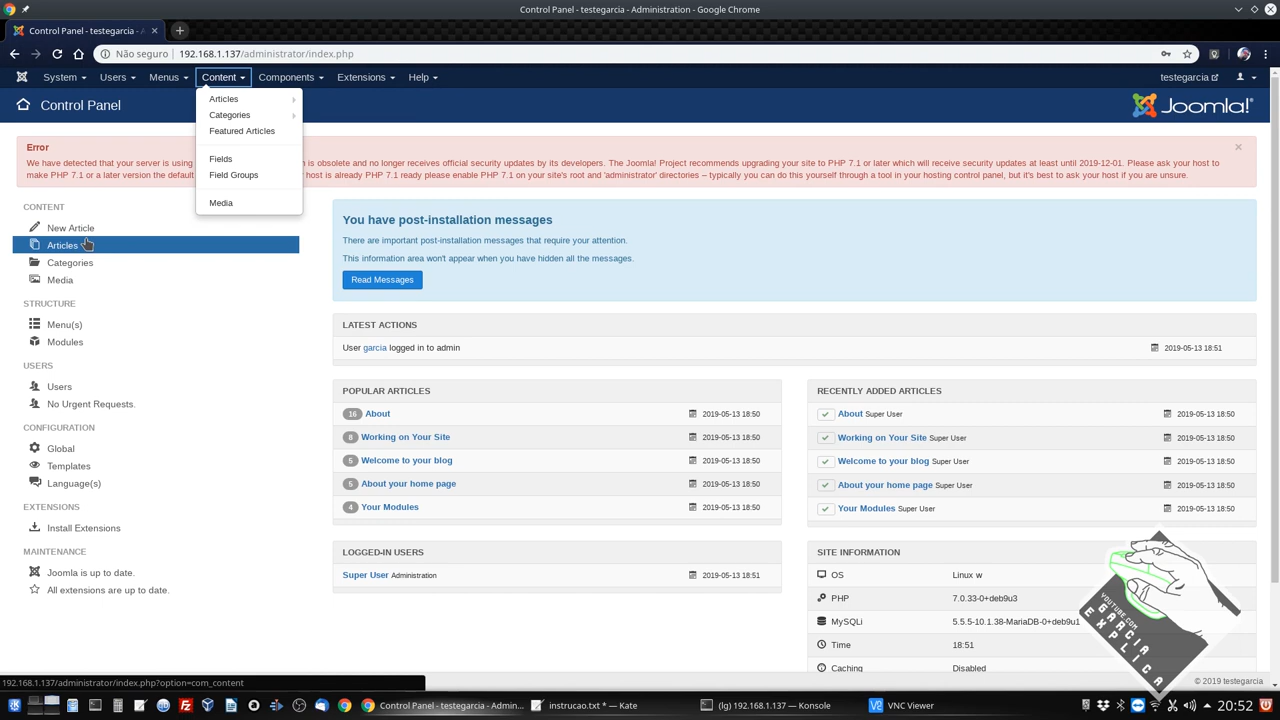 Control Panel - testegarcia - Administration - Google Chrome
Control Panel - testegarcia - A
Não seguro 192.168.1.137/administrator/index.php
System Users Menus Content Components Extensions Help testegarcia
Control Panel
Joomla!®
Articles
Categories
Featured Articles
Fields
Field Groups
Media
Error
We have detected that your server is using
n is obsolete and no longer receives official security updates by its developers. The Joomla! Project recommends upgrading your site to PHP 7.1 or later which will receive security updates at least until 2019-12-01. Please ask your host to
make PHP 7.1 or a later version the default
host is already PHP 7.1 ready please enable PHP 7.1 on your site's root and 'administrator' directories – typically you can do this yourself through a tool in your hosting control panel, but it's best to ask your host if you are unsure.
CONTENT
New Article
Articles
Categories
Media
STRUCTURE
Menu(s)
Modules
USERS
Users
No Urgent Requests.
CONFIGURATION
Global
Templates
Language(s)
EXTENSIONS
Install Extensions
MAINTENANCE
Joomla is up to date.
All extensions are up to date.
You have post-installation messages
There are important post-installation messages that require your attention.
This information area won't appear when you have hidden all the messages.
Read Messages
LATEST ACTIONS
User garcia logged in to admin 2019-05-13 18:51
POPULAR ARTICLES
16 About 2019-05-13 18:50
8 Working on Your Site 2019-05-13 18:50
5 Welcome to your blog 2019-05-13 18:50
5 About your home page 2019-05-13 18:50
4 Your Modules 2019-05-13 18:50
RECENTLY ADDED ARTICLES
About Super User 2019-05-13 18:50
Working on Your Site Super User 2019-05-13 18:50
Welcome to your blog Super User 2019-05-13 18:50
About your home page Super User 2019-05-13 18:50
Your Modules Super User 2019-05-13 18:50
LOGGED-IN USERS
Super User Administration 2019-05-13 18:51
SITE INFORMATION
OS Linux w
PHP 7.0.33-0+deb9u3
MySQLi 5.5.5-10.1.38-MariaDB-0+deb9u1
Time 18:51
Caching Disabled
YOUTUBE.COM
EGARCIA
EXPLICA
192.168.1.137/administrator/index.php?option=com_content
© 2019 testegarcia
Control Panel - testegarcia - Admin... instrucao.txt * — Kate (lg) 192.168.1.137 — Konsole VNC Viewer 20:52